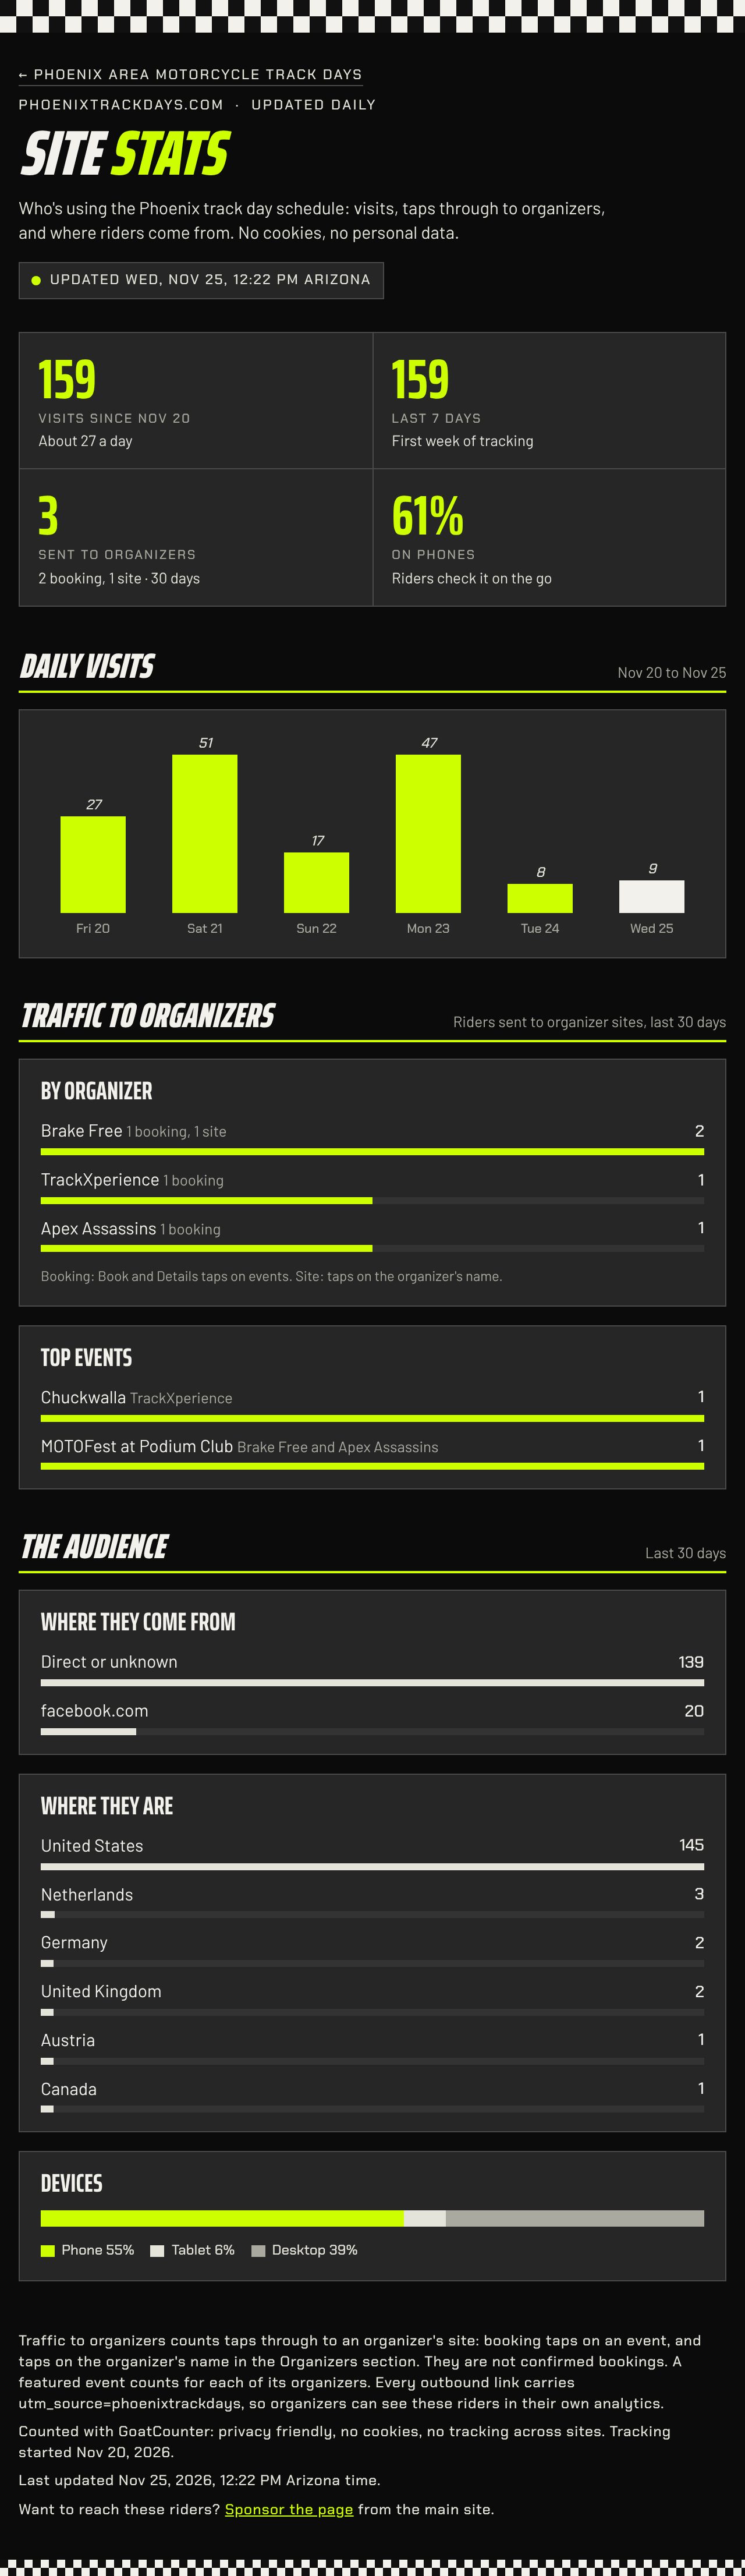 ← PHOENIX AREA MOTORCYCLE TRACK DAYS
PHOENIXTRACKDAYS.COM · UPDATED DAILY
SITE STATS
Who's using the Phoenix track day schedule: visits, taps through to organizers,
and where riders come from. No cookies, no personal data.
UPDATED WED, NOV 25, 12:22 PM ARIZONA
159
VISITS SINCE NOV 20
About 27 a day
159
LAST 7 DAYS
First week of tracking
3
SENT TO ORGANIZERS
2 booking, 1 site · 30 days
61%
ON PHONES
Riders check it on the go
DAILY VISITS
Nov 20 to Nov 25
27
51
17
47
8
9
Fri 20
Sat 21
Sun 22
Mon 23
Tue 24
Wed 25
TRAFFIC TO ORGANIZERS
Riders sent to organizer sites, last 30 days
BY ORGANIZER
Brake Free 1 booking, 1 site 2
TrackXperience 1 booking 1
Apex Assassins 1 booking 1
Booking: Book and Details taps on events. Site: taps on the organizer's name.
TOP EVENTS
Chuckwalla TrackXperience 1
MOTOFest at Podium Club Brake Free and Apex Assassins 1
THE AUDIENCE
Last 30 days
WHERE THEY COME FROM
Direct or unknown 139
facebook.com 20
WHERE THEY ARE
United States 145
Netherlands 3
Germany 2
United Kingdom 2
Austria 1
Canada 1
DEVICES
Phone 55% Tablet 6% Desktop 39%
Traffic to organizers counts taps through to an organizer's site: booking taps on an event, and
taps on the organizer's name in the Organizers section. They are not confirmed bookings. A
featured event counts for each of its organizers. Every outbound link carries
utm_source=phoenixtrackdays, so organizers can see these riders in their own analytics.
Counted with GoatCounter: privacy friendly, no cookies, no tracking across sites. Tracking
started Nov 20, 2026.
Last updated Nov 25, 2026, 12:22 PM Arizona time.
Want to reach these riders? Sponsor the page from the main site.